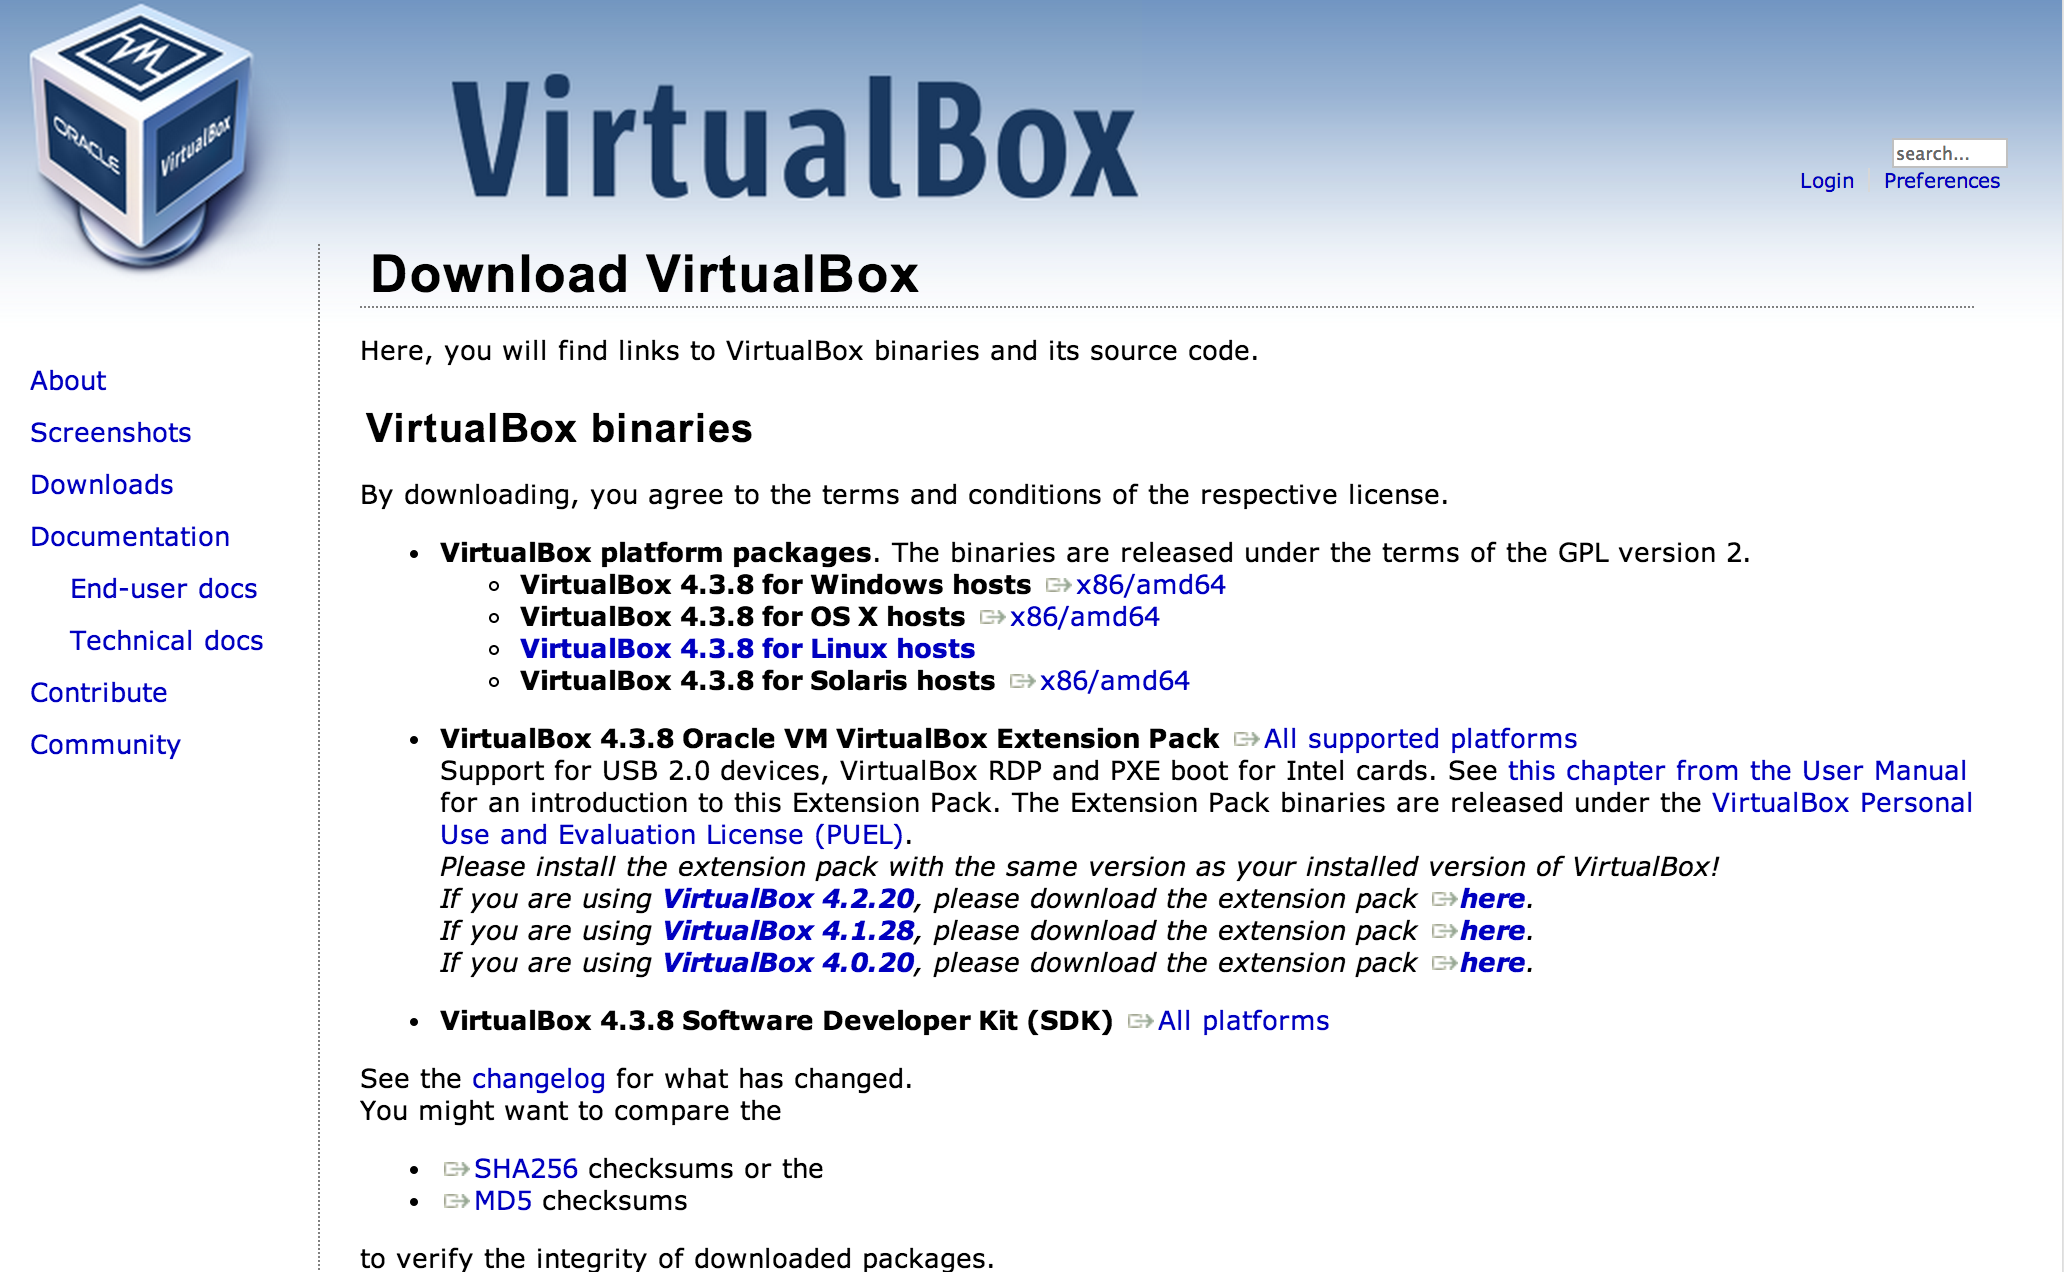 ORACLE
VirtualBox
VirtualBox
search...
Login
Preferences
About
Screenshots
Downloads
Documentation
End-user docs
Technical docs
Contribute
Community
Download VirtualBox
Here, you will find links to VirtualBox binaries and its source code.
VirtualBox binaries
By downloading, you agree to the terms and conditions of the respective license.
• VirtualBox platform packages. The binaries are released under the terms of the GPL version 2.
○ VirtualBox 4.3.8 for Windows hosts x86/amd64
○ VirtualBox 4.3.8 for OS X hosts x86/amd64
○ VirtualBox 4.3.8 for Linux hosts
○ VirtualBox 4.3.8 for Solaris hosts x86/amd64
• VirtualBox 4.3.8 Oracle VM VirtualBox Extension Pack All supported platforms
Support for USB 2.0 devices, VirtualBox RDP and PXE boot for Intel cards. See this chapter from the User Manual
for an introduction to this Extension Pack. The Extension Pack binaries are released under the VirtualBox Personal
Use and Evaluation License (PUEL).
Please install the extension pack with the same version as your installed version of VirtualBox!
If you are using VirtualBox 4.2.20, please download the extension pack here.
If you are using VirtualBox 4.1.28, please download the extension pack here.
If you are using VirtualBox 4.0.20, please download the extension pack here.
• VirtualBox 4.3.8 Software Developer Kit (SDK) All platforms
See the changelog for what has changed.
You might want to compare the
• SHA256 checksums or the
• MD5 checksums
to verify the integrity of downloaded packages.